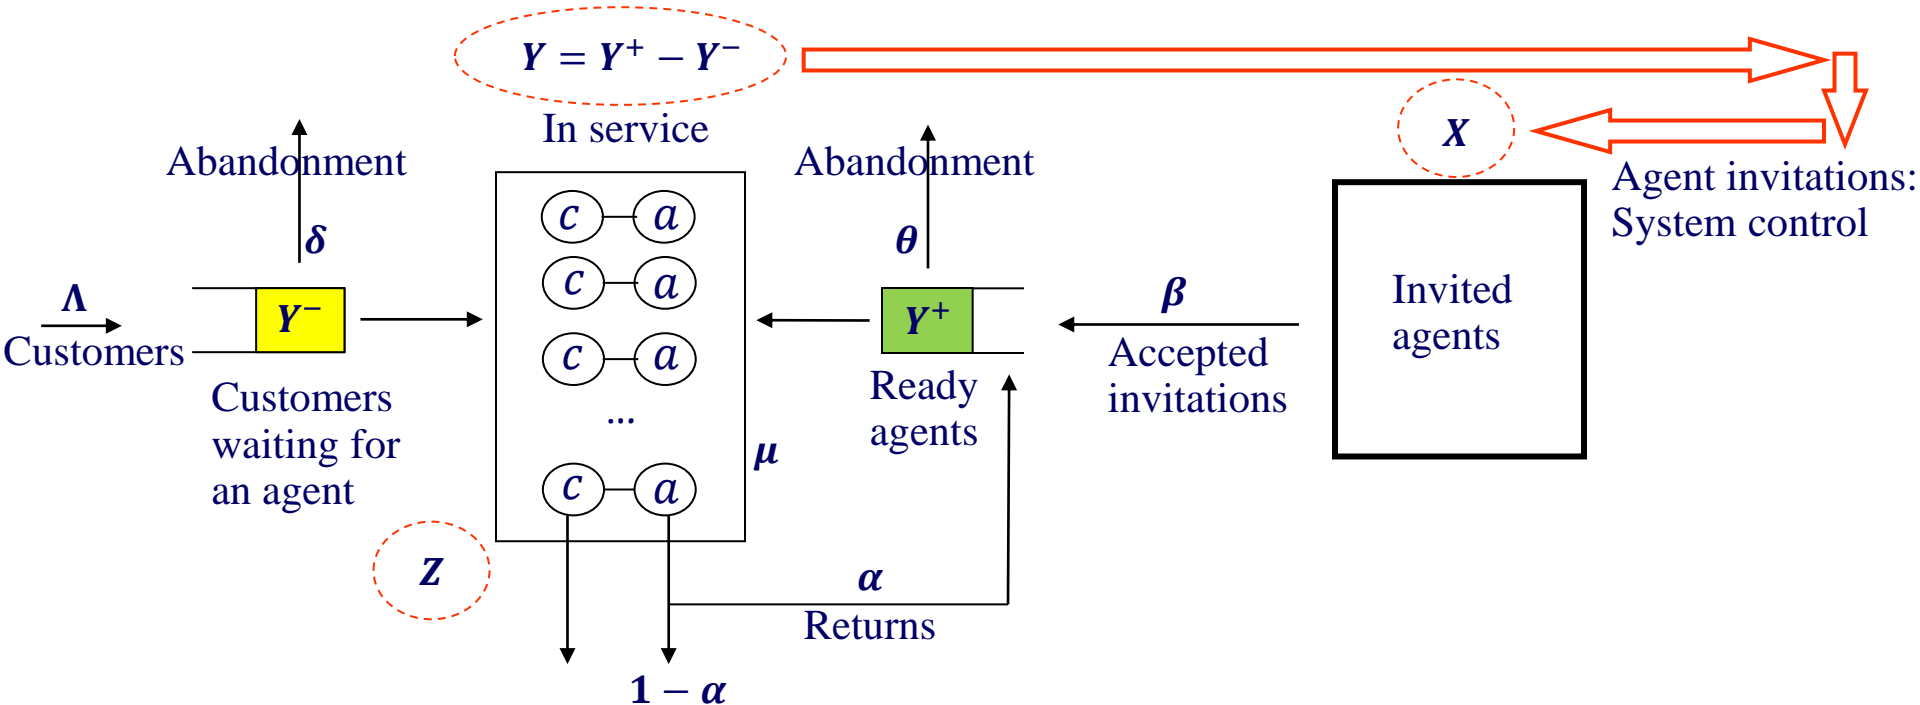 Y = Y⁺ − Y⁻
In service
X
Abandonment
Abandonment
Agent invitations:
System control
c a
δ
θ
c a
Λ
Customers
Y⁻
Y⁺
β
Accepted
invitations
Invited
agents
c a
Customers
waiting for
an agent
...
Ready
agents
μ
c a
Z
α
Returns
1 − α